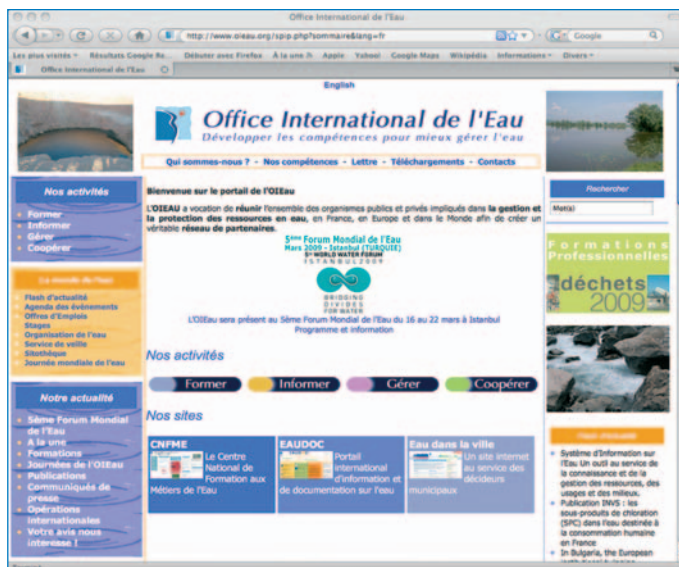 Office International de l'Eau
http://www.oieau.org/spip.php?sommaire&lang=fr
Google
Les plus visités
Résultats Google Re...
Débuter avec Firefox
À la une
Apple
Yahoo!
Google Maps
Wikipédia
Informations
Divers
Office International de l'Eau
English
Office International de l'Eau
Développer les compétences pour mieux gérer l'eau
Qui sommes-nous ? - Nos compétences - Lettre - Téléchargements - Contacts
Nos activités
Former
Informer
Gérer
Coopérer
Le monde de l'eau
Flash d'actualité
Agenda des évènements
Offres d'Emplois
Stages
Organisation de l'eau
Service de veille
Sitothèque
Journée mondiale de l'eau
Notre actualité
5ème Forum Mondial
de l'Eau
A la une
Formations
Journées de l'OIEau
Publications
Communiqués de
presse
Opérations
internationales
Votre avis nous
interesse !
Bienvenue sur le portail de l'OIEau
L'OIEAU a vocation de réunir l'ensemble des organismes publics et privés impliqués dans la gestion et
la protection des ressources en eau, en France, en Europe et dans le Monde afin de créer un
véritable réseau de partenaires.
5ème Forum Mondial de l'Eau
Mars 2009 - Istanbul (TURQUIE)
5th WORLD WATER FORUM
ISTANBUL2009
BRIDGING
DIVIDES
FOR WATER
L'OIEau sera présent au 5ème Forum Mondial de l'Eau du 16 au 22 mars à Istanbul
Programme et information
Nos activités
Former
Informer
Gérer
Coopérer
Nos sites
CNFME
Le Centre
National de
Formation aux
Métiers de l'Eau
EAUDOC
Portail
international
d'information et
de documentation sur l'eau
Eau dans la ville
Un site internet
au service des
décideurs
municipaux
Rechercher
Mot(s)
Formations
Professionnelles
déchets
2009
Flash d'actualité
Système d'Information sur
l'Eau Un outil au service de
la connaissance et de la
gestion des ressources, des
usages et des milieux.
Publication INVS : les
sous-produits de chloration
(SPC) dans l'eau destinée à
la consommation humaine
en France
In Bulgaria, the European